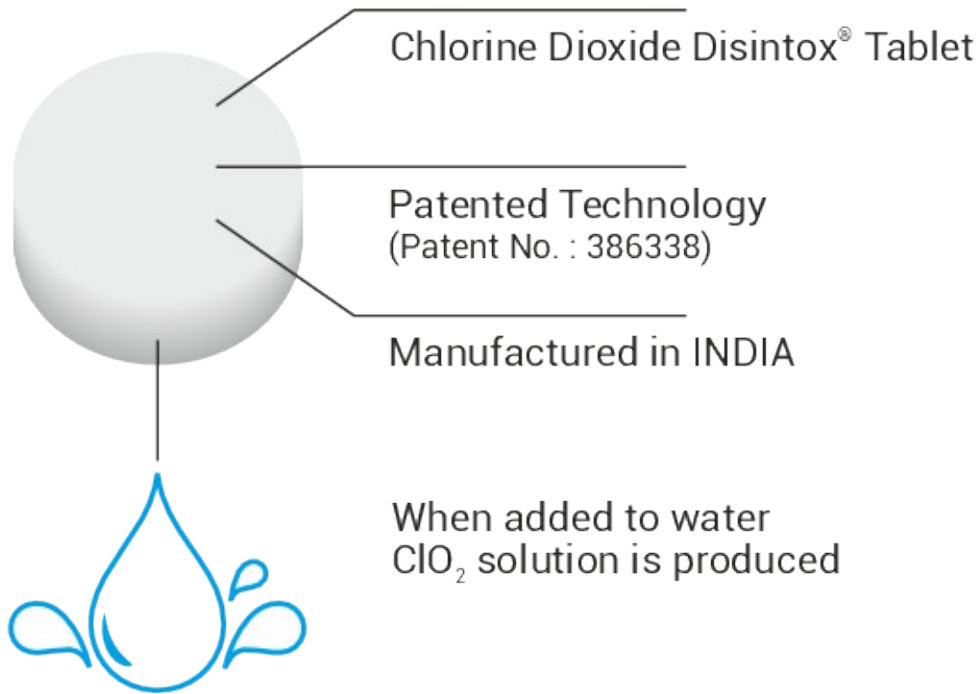 Chlorine Dioxide Disintox® Tablet
Patented Technology
(Patent No. : 386338)
Manufactured in INDIA
When added to water
ClO₂ solution is produced